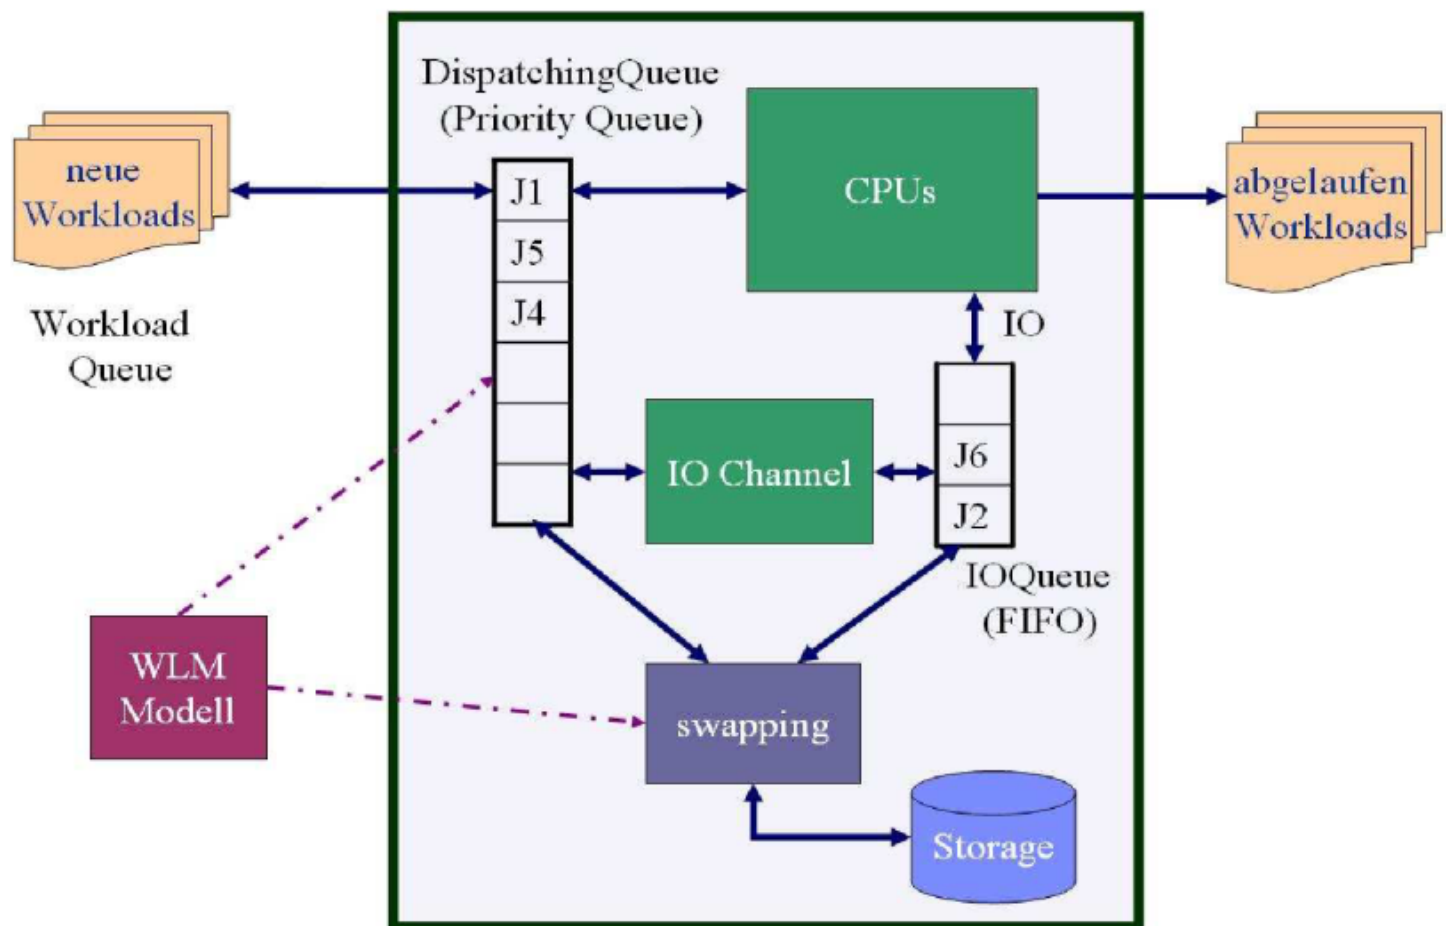 DispatchingQueue
(Priority Queue)
neue
Workloads
Workload
Queue
J1
J5
J4
CPUs
abgelaufen
Workloads
IO
IO Channel
J6
J2
IOQueue
(FIFO)
WLM
Modell
swapping
Storage